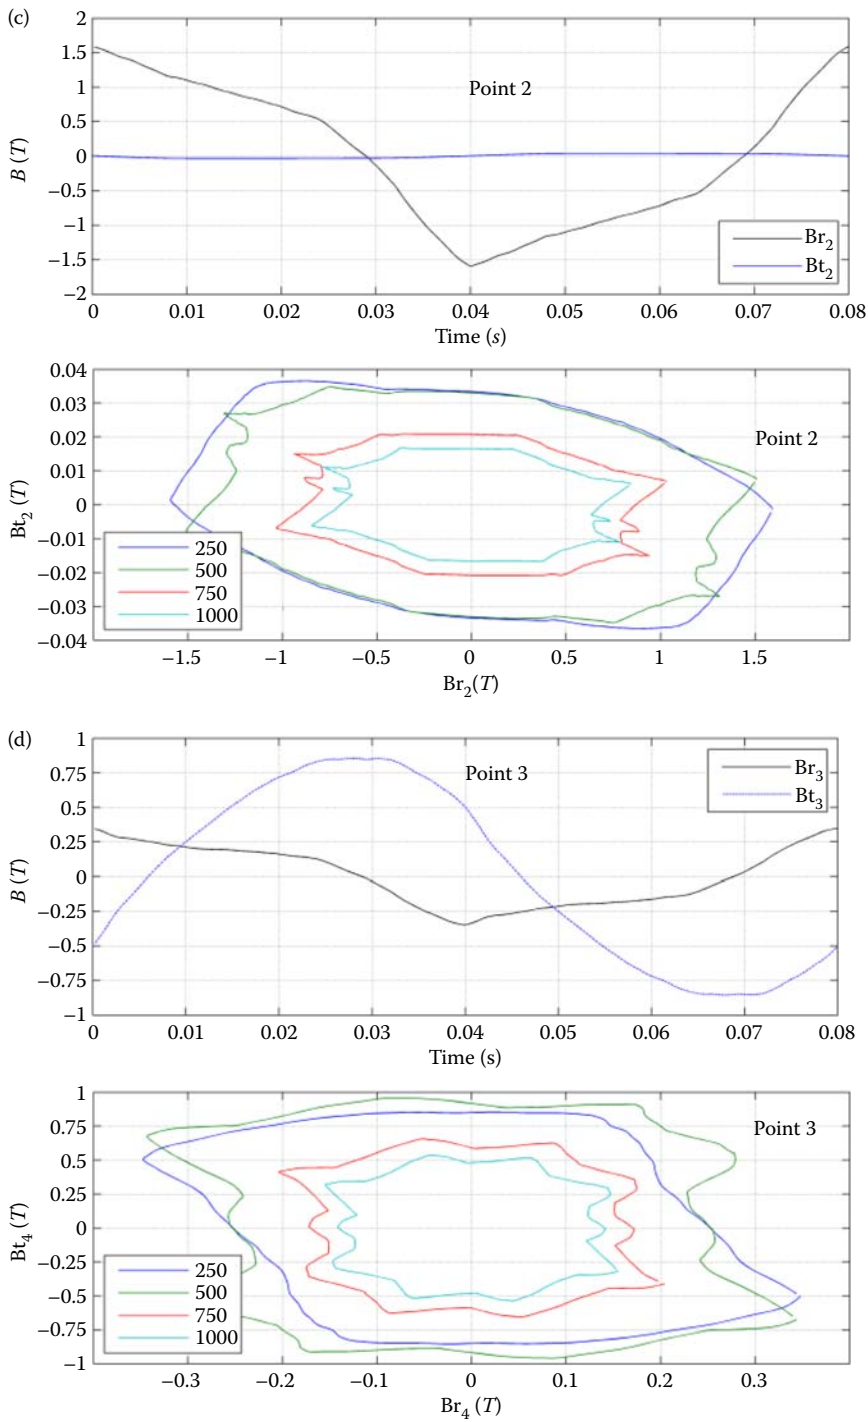 (c)
2
1.5
1
0.5
0
−0.5
−1
−1.5
−2
B (T)
Point 2
Br2
Bt2
0 0.01 0.02 0.03 0.04 0.05 0.06 0.07 0.08
Time (s)
0.04
0.03
0.02
0.01
0
−0.01
−0.02
−0.03
−0.04
Bt2 (T)
Point 2
250
500
750
1000
−1.5 −1 −0.5 0 0.5 1 1.5
Br2(T)
(d)
1
0.75
0.5
0.25
0
−0.25
−0.5
−0.75
−1
B (T)
Point 3
Br3
Bt3
0 0.01 0.02 0.03 0.04 0.05 0.06 0.07 0.08
Time (s)
1
0.75
0.5
0.25
0
−0.25
−0.5
−0.75
−1
Bt4 (T)
Point 3
250
500
750
1000
−0.3 −0.2 −0.1 0 0.1 0.2 0.3
Br4 (T)